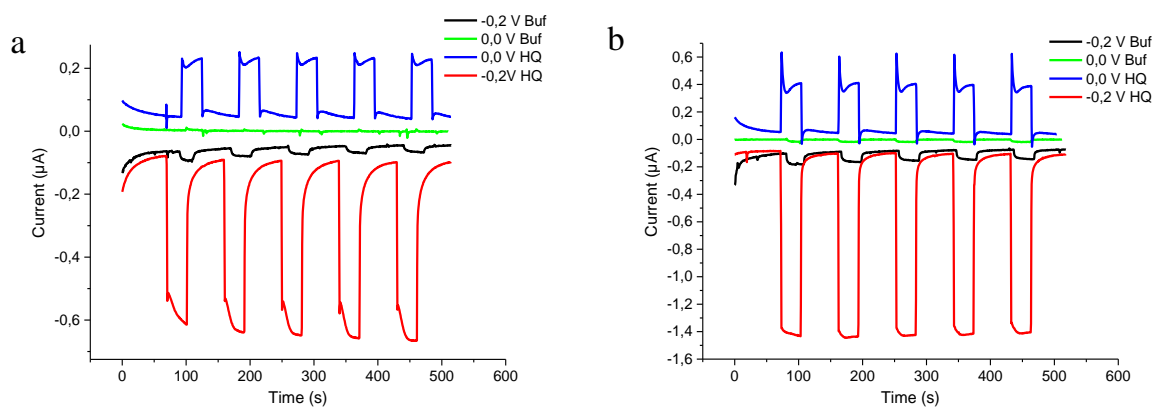 a
-0,2 V Buf
0,0 V Buf
0,0 V HQ
-0,2V HQ
0,2
0,0
-0,2
-0,4
-0,6
Current (µA)
0 100 200 300 400 500 600
Time (s)
b
-0,2 V Buf
0,0 V Buf
0,0 V HQ
-0,2 V HQ
0,8
0,6
0,4
0,2
0,0
-0,2
-0,4
-0,6
-0,8
-1,0
-1,2
-1,4
-1,6
Current (µA)
0 100 200 300 400 500 600
Time (s)